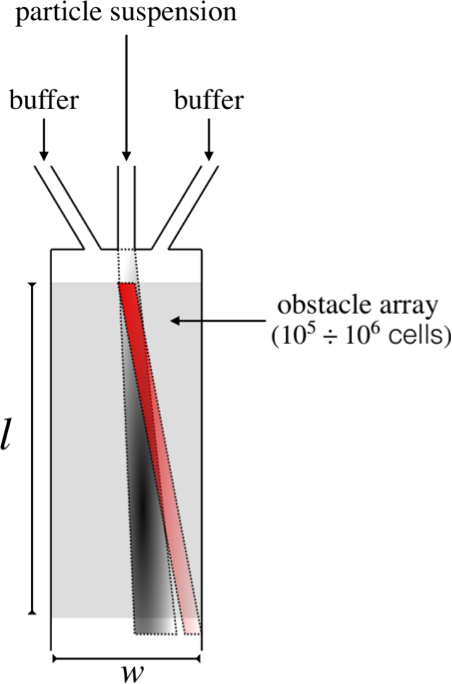 particle suspension
buffer
buffer
obstacle array
(10⁵ ÷ 10⁶ cells)
l
w